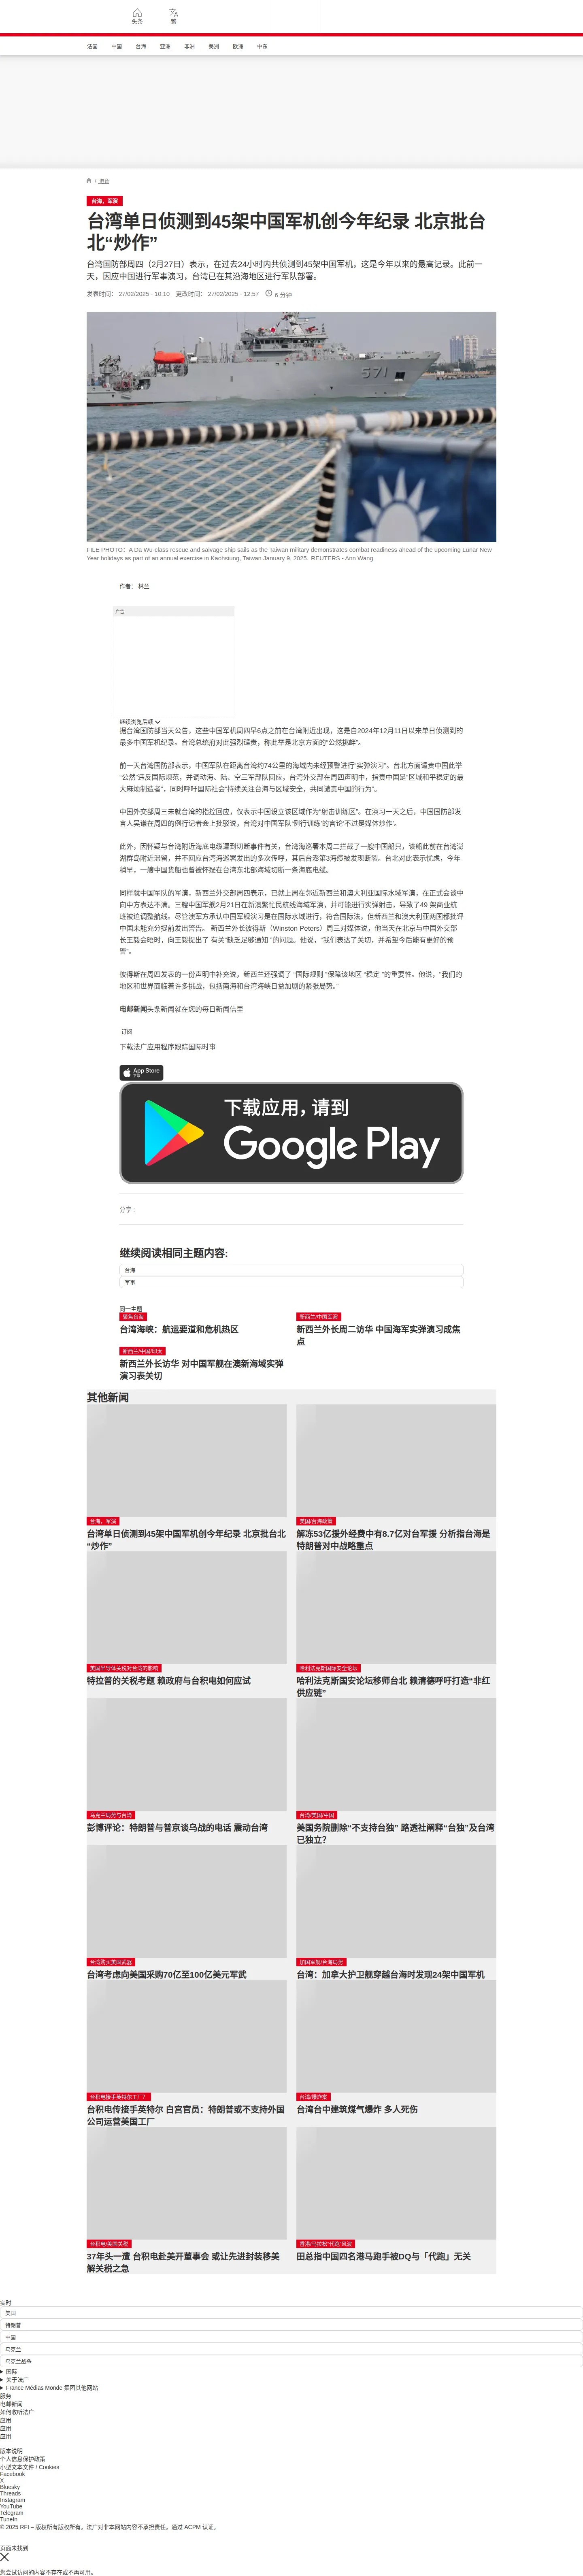 头条
繁
法国
中国
台海
亚洲
非洲
美洲
欧洲
中东
/ 港台
台海，军演
台湾单日侦测到45架中国军机创今年纪录 北京批台
北“炒作”
台湾国防部周四（2月27日）表示，在过去24小时内共侦测到45架中国军机，这是今年以来的最高记录。此前一
天，因应中国进行军事演习，台湾已在其沿海地区进行军队部署。
发表时间： 27/02/2025 - 10:10 更改时间： 27/02/2025 - 12:57 6 分钟
571
FILE PHOTO：A Da Wu-class rescue and salvage ship sails as the Taiwan military demonstrates combat readiness ahead of the upcoming Lunar New
Year holidays as part of an annual exercise in Kaohsiung, Taiwan January 9, 2025. REUTERS - Ann Wang
作者： 林兰
广告
继续浏览后续
据台湾国防部当天公告，这些中国军机周四早6点之前在台湾附近出现，这是自2024年12月11日以来单日侦测到的
最多中国军机纪录。台湾总统府对此强烈谴责，称此举是北京方面的“公然挑衅”。
前一天台湾国防部表示，中国军队在距离台湾约74公里的海域内未经预警进行“实弹演习”。台北方面谴责中国此举
“公然”违反国际规范，并调动海、陆、空三军部队回应，台湾外交部在周四声明中，指责中国是"区域和平稳定的最
大麻烦制造者"，同时呼吁国际社会"持续关注台海与区域安全，共同谴责中国的行为"。
中国外交部周三未就台湾的指控回应，仅表示中国设立该区域作为“射击训练区”。在演习一天之后，中国国防部发
言人吴谦在周四的例行记者会上批驳说，台湾对中国军队‘例行训练’的言论‘不过是媒体炒作’。
此外，因怀疑与台湾附近海底电缆遭到切断事件有关，台湾海巡署本周二拦截了一艘中国船只，该船此前在台湾澎
湖群岛附近滞留，并不回应台湾海巡署发出的多次传呼，其后台澎第3海缆被发现断裂。台北对此表示忧虑，今年
稍早，一艘中国货船也曾被怀疑在台湾东北部海域切断一条海底电缆。
同样就中国军队的军演，新西兰外交部周四表示，已就上周在邻近新西兰和澳大利亚国际水域军演，在正式会谈中
向中方表达不满。三艘中国军舰2月21日在新澳繁忙民航线海域军演，并可能进行实弹射击，导致了49 架商业航
班被迫调整航线。尽管澳军方承认中国军舰演习是在国际水域进行，符合国际法，但新西兰和澳大利亚两国都批评
中国未能充分提前发出警告。 新西兰外长彼得斯（Winston Peters）周三对媒体说，他当天在北京与中国外交部
长王毅会晤时，向王毅提出了 有关“缺乏足够通知 ”的问题。他说，“我们表达了关切，并希望今后能有更好的预
警”。
彼得斯在周四发表的一份声明中补充说，新西兰还强调了 "国际规则 "保障该地区 "稳定 "的重要性。他说，"我们的
地区和世界面临着许多挑战，包括南海和台湾海峡日益加剧的紧张局势。"
电邮新闻头条新闻就在您的每日新闻信里
订阅
下载法广应用程序跟踪国际时事
App Store
下载
下载应用，请到
Google Play
分享 :
继续阅读相同主题内容:
台海
军事
同一主题
聚焦台海
台湾海峡：航运要道和危机热区
新西兰/中国军演
新西兰外长周二访华 中国海军实弹演习成焦
点
新西兰/中国/印太
新西兰外长访华 对中国军舰在澳新海域实弹
演习表关切
其他新闻
台海，军演
台湾单日侦测到45架中国军机创今年纪录 北京批台北
“炒作”
美国/台海政策
解冻53亿援外经费中有8.7亿对台军援 分析指台海是
特朗普对中战略重点
美国半导体关税对台湾的影响
特拉普的关税考题 赖政府与台积电如何应试
哈利法克斯国际安全论坛
哈利法克斯国安论坛移师台北 赖清德呼吁打造“非红
供应链”
乌克兰局势与台湾
彭博评论：特朗普与普京谈乌战的电话 震动台湾
台湾/美国/中国
美国务院删除“不支持台独” 路透社阐释“台独”及台湾
已独立？
台湾购买美国武器
台湾考虑向美国采购70亿至100亿美元军武
加国军舰/台海局势
台湾：加拿大护卫舰穿越台海时发现24架中国军机
台积电接手英特尔工厂?
台积电传接手英特尔 白宫官员：特朗普或不支持外国
公司运营美国工厂
台湾/爆炸案
台湾台中建筑煤气爆炸 多人死伤
台积电/美国关税
37年头一遭 台积电赴美开董事会 或让先进封装移美
解关税之急
香港/马拉松“代跑”风波
田总指中国四名港马跑手被DQ与「代跑」无关
实时
美国
特朗普
中国
乌克兰
乌克兰战争
国际
关于法广
France Médias Monde 集团其他网站
服务
电邮新闻
如何收听法广
应用
应用
应用
版本说明
个人信息保护政策
小型文本文件 / Cookies
Facebook
X
Bluesky
Threads
Instagram
YouTube
Telegram
TuneIn
© 2025 RFI – 版权所有版权所有。法广对非本网站内容不承担责任。通过 ACPM 认证。
页面未找到
您尝试访问的内容不存在或不再可用。